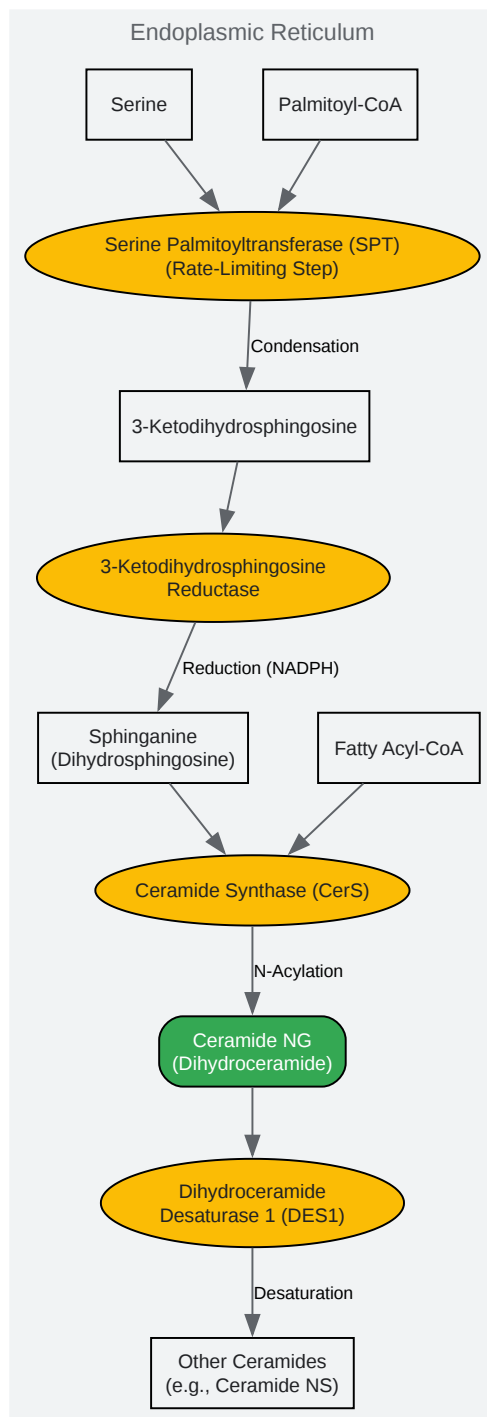 Endoplasmic Reticulum
Serine
Palmitoyl-CoA
Serine Palmitoyltransferase (SPT)
(Rate-Limiting Step)
Condensation
3-Ketodihydrosphingosine
3-Ketodihydrosphingosine
Reductase
Reduction (NADPH)
Sphinganine
(Dihydrosphingosine)
Fatty Acyl-CoA
Ceramide Synthase (CerS)
N-Acylation
Ceramide NG
(Dihydroceramide)
Dihydroceramide
Desaturase 1 (DES1)
Desaturation
Other Ceramides
(e.g., Ceramide NS)